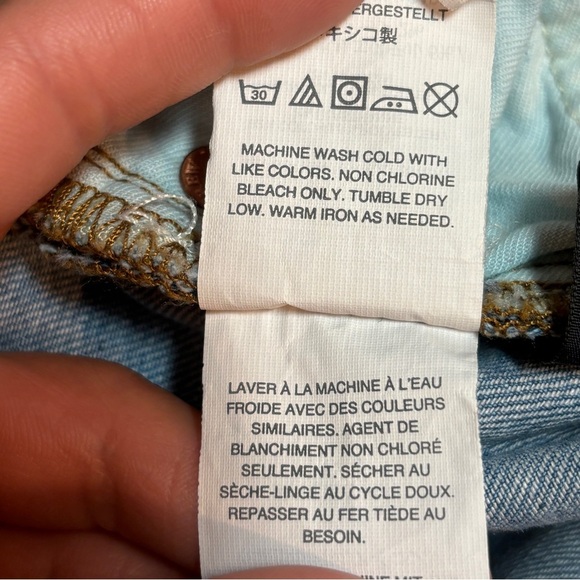 ERGESTELLT
キシコ製
30
MACHINE WASH COLD WITH
LIKE COLORS. NON CHLORINE
BLEACH ONLY. TUMBLE DRY
LOW. WARM IRON AS NEEDED.
LAVER À LA MACHINE À L'EAU
FROIDE AVEC DES COULEURS
SIMILAIRES. AGENT DE
BLANCHIMENT NON CHLORÉ
SEULEMENT. SÉCHER AU
SÈCHE-LINGE AU CYCLE DOUX.
REPASSER AU FER TIÈDE AU
BESOIN.
MIT